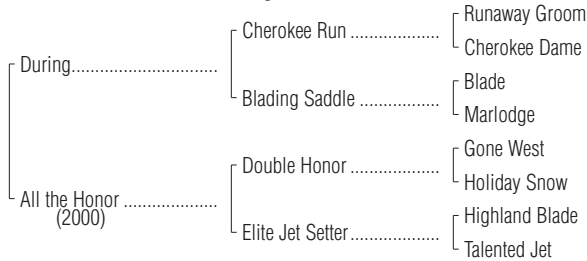 Runaway Groom
Cherokee Run ..................
Cherokee Dame
During..............................
Blade
Blading Saddle ................
Marlodge
Gone West
Double Honor ..................
Holiday Snow
All the Honor ...................
(2000)
Highland Blade
Elite Jet Setter..................
Talented Jet